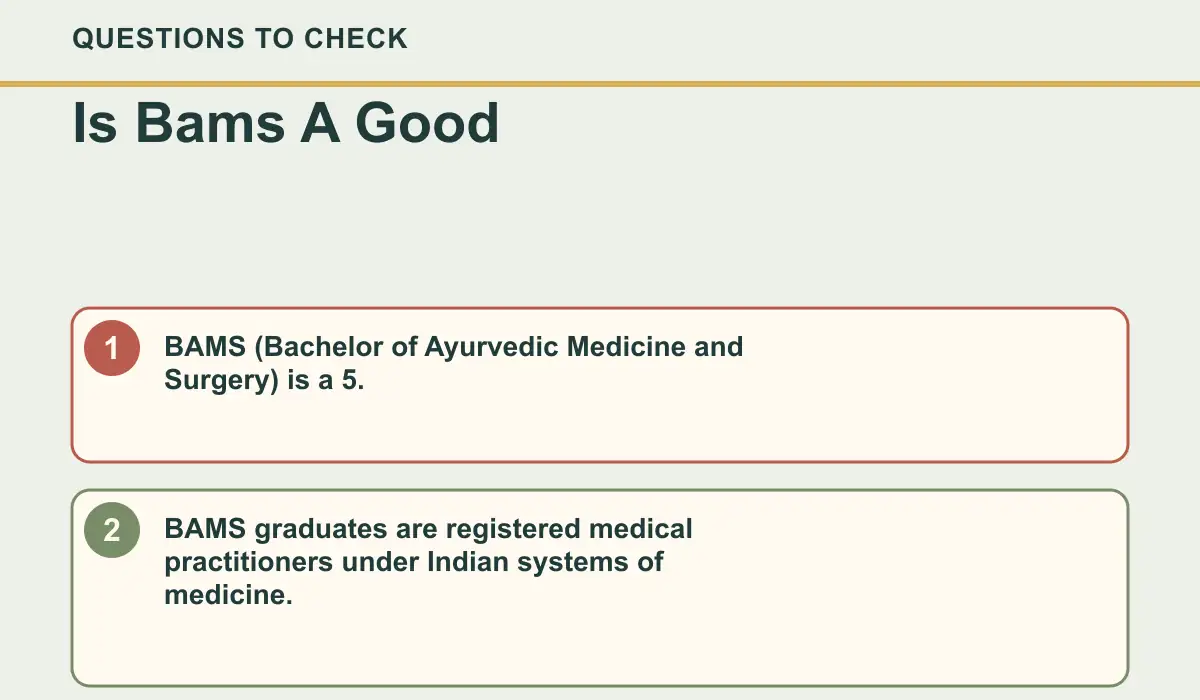 QUESTIONS TO CHECK
Is Bams A Good
1
BAMS (Bachelor of Ayurvedic Medicine and
Surgery) is a 5.
2
BAMS graduates are registered medical
practitioners under Indian systems of
medicine.